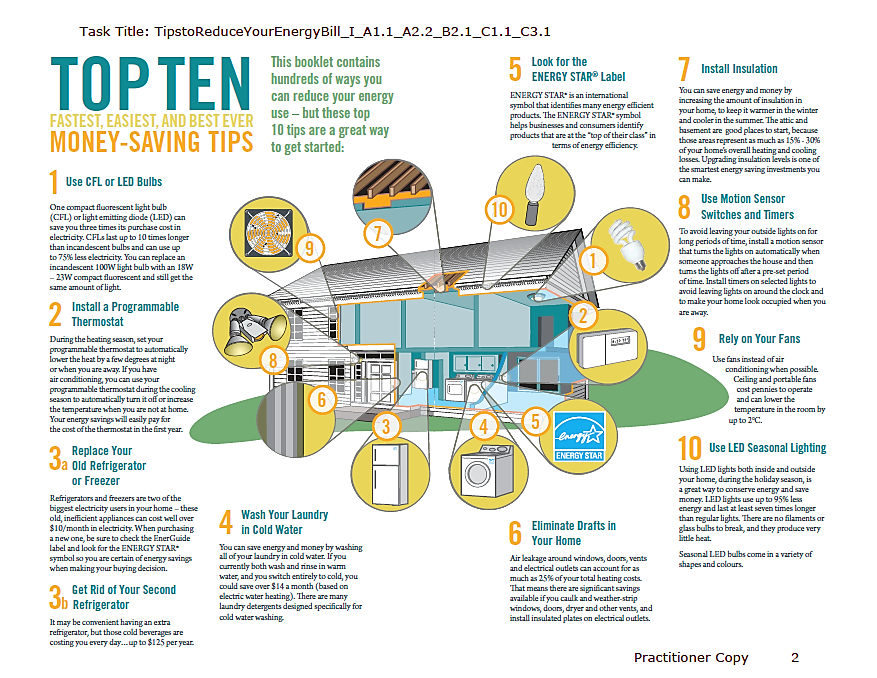 Task Title: TipstoReduceYourEnergyBill_I_A1.1_A2.2_B2.1_C1.1_C3.1
TOP TEN
FASTEST, EASIEST, AND BEST EVER
MONEY-SAVING TIPS
This booklet contains
hundreds of ways you
can reduce your energy
use – but these top
10 tips are a great way
to get started:
1 Use CFL or LED Bulbs
One compact fluorescent light bulb
(CFL) or light emitting diode (LED) can
save you three times its purchase cost in
electricity. CFLs last up to 10 times longer
than incandescent bulbs and can use up
to 75% less electricity. You can replace an
incandescent 100W light bulb with an 18W
– 23W compact fluorescent and still get the
same amount of light.
2 Install a Programmable
Thermostat
During the heating season, set your
programmable thermostat to automatically
lower the heat by a few degrees at night
or when you are away. If you have
air conditioning, you can use your
programmable thermostat during the cooling
season to automatically turn it off or increase
the temperature when you are not at home.
Your energy savings will easily pay for
the cost of the thermostat in the first year.
3a Replace Your
Old Refrigerator
or Freezer
Refrigerators and freezers are two of the
biggest electricity users in your home – these
old, inefficient appliances can cost well over
$10/month in electricity. When purchasing
a new one, be sure to check the EnerGuide
label and look for the ENERGY STAR®
symbol so you are certain of energy savings
when making your buying decision.
3b Get Rid of Your Second
Refrigerator
It may be convenient having an extra
refrigerator, but those cold beverages are
costing you every day... up to $125 per year.
4 Wash Your Laundry
in Cold Water
You can save energy and money by washing
all of your laundry in cold water. If you
currently both wash and rinse in warm
water, and you switch entirely to cold, you
could save over $14 a month (based on
electric water heating). There are many
laundry detergents designed specifically for
cold water washing.
5 Look for the
ENERGY STAR® Label
ENERGY STAR® is an international
symbol that identifies many energy efficient
products. The ENERGY STAR® symbol
helps businesses and consumers identify
products that are at the “top of their class” in
terms of energy efficiency.
6 Eliminate Drafts in
Your Home
Air leakage around windows, doors, vents
and electrical outlets can account for as
much as 25% of your total heating costs.
That means there are significant savings
available if you caulk and weather-strip
windows, doors, dryer and other vents, and
install insulated plates on electrical outlets.
7 Install Insulation
You can save energy and money by
increasing the amount of insulation in
your home, to keep it warmer in the winter
and cooler in the summer. The attic and
basement are good places to start, because
those areas represent as much as 15% - 30%
of your home's overall heating and cooling
losses. Upgrading insulation levels is one of
the smartest energy saving investments you
can make.
8 Use Motion Sensor
Switches and Timers
To avoid leaving your outside lights on for
long periods of time, install a motion sensor
that turns the lights on automatically when
someone approaches the house and then
turns the lights off after a pre-set period
of time. Install timers on selected lights to
avoid leaving lights on around the clock and
to make your home look occupied when you
are away.
9 Rely on Your Fans
Use fans instead of air
conditioning when possible.
Ceiling and portable fans
cost pennies to operate
and can lower the
temperature in the room by
up to 2°C.
10 Use LED Seasonal Lighting
Using LED lights both inside and outside
your home, during the holiday season, is
a great way to conserve energy and save
money. LED lights use up to 95% less
energy and last at least seven times longer
than regular lights. There are no filaments or
glass bulbs to break, and they produce very
little heat.
Seasonal LED bulbs come in a variety of
shapes and colours.
10
7
9
1
2
8
6
3
4
5
energy
ENERGY STAR
Practitioner Copy 2